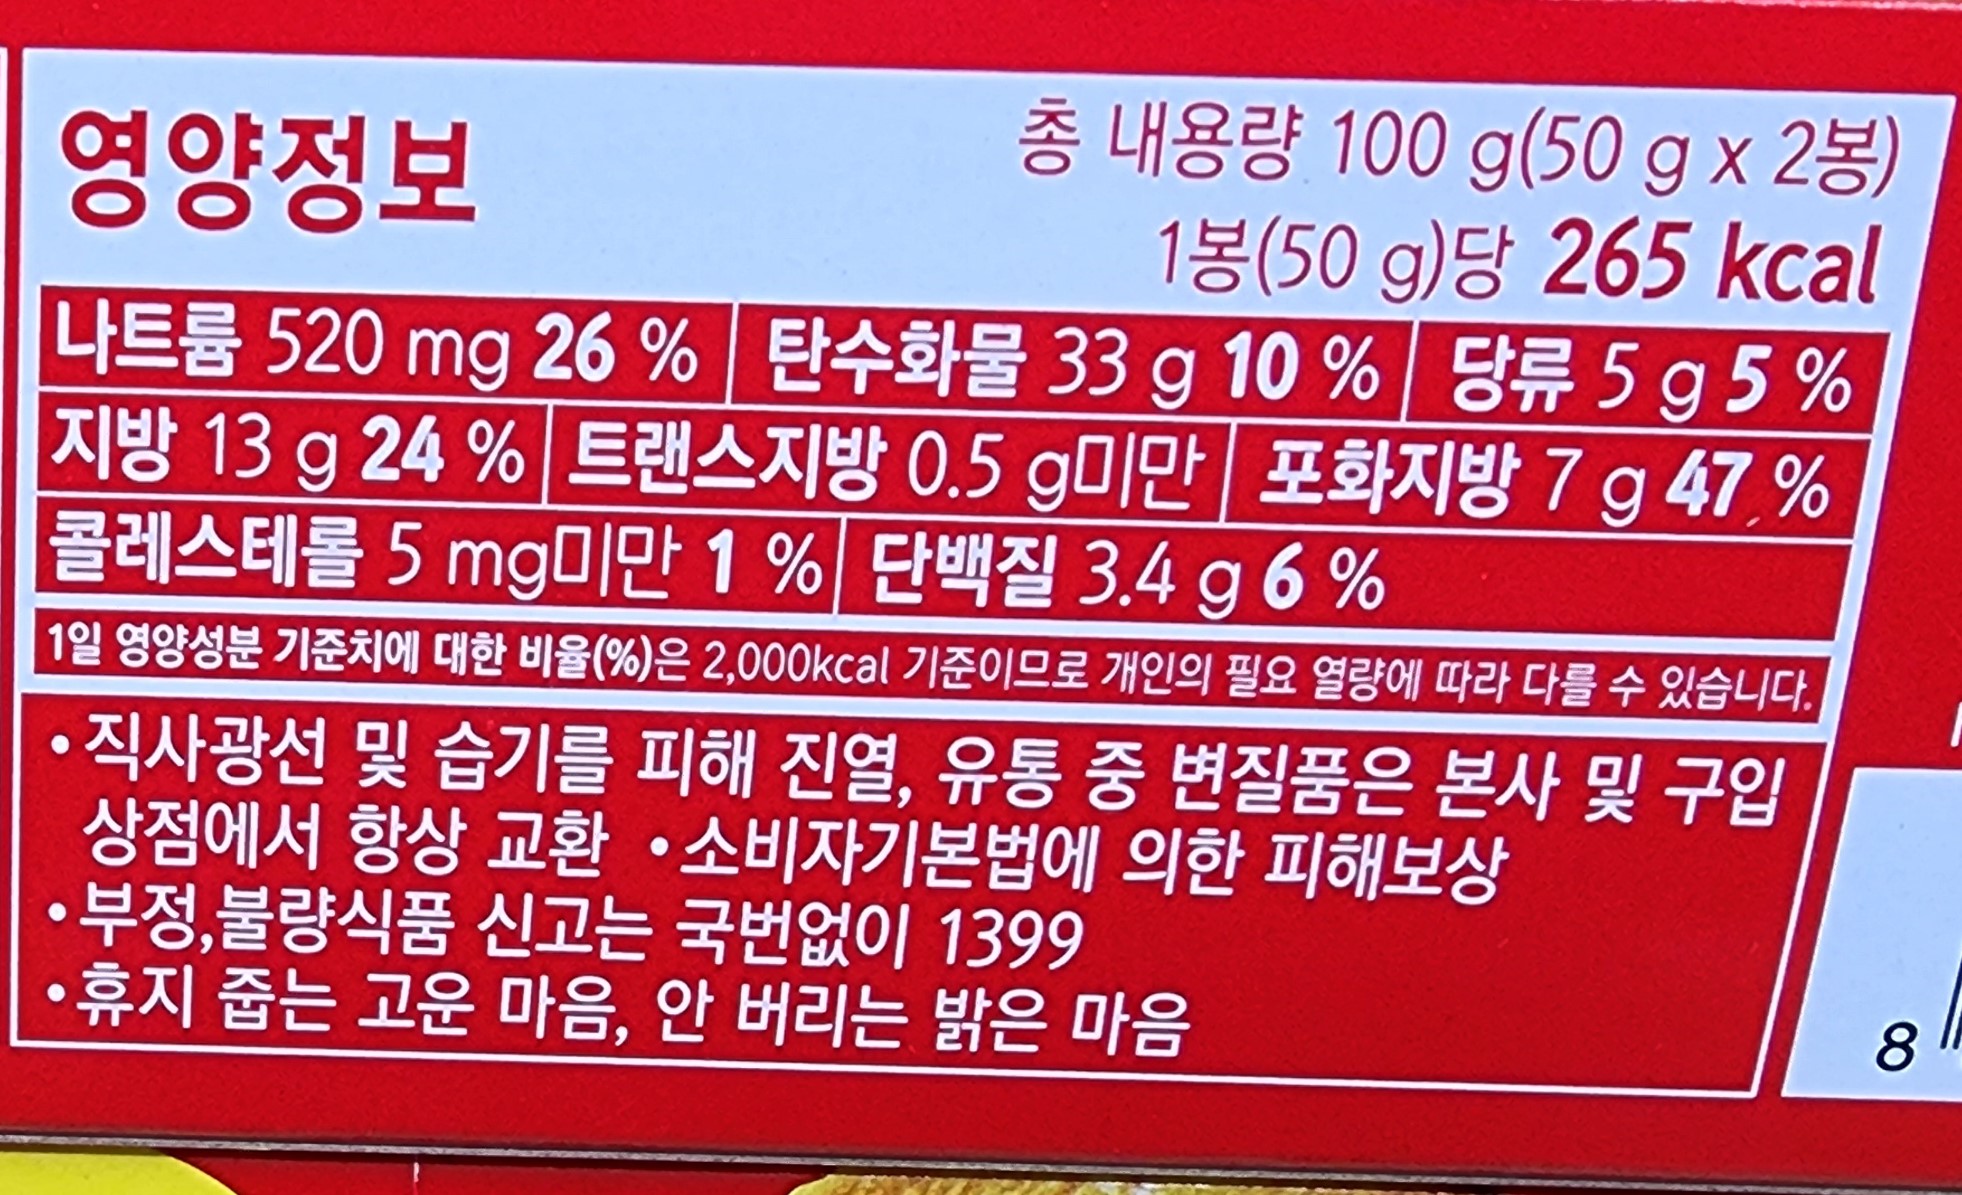 영양정보
총 내용량 100 g(50 g x 2봉)
1봉(50 g)당 265 kcal
나트륨 520 mg 26 % 탄수화물 33 g 10 % 당류 5 g 5 %
지방 13 g 24 % 트랜스지방 0.5 g미만 포화지방 7 g 47 %
콜레스테롤 5 mg미만 1 % 단백질 3.4 g 6 %
1일 영양성분 기준치에 대한 비율(%)은 2,000kcal 기준이므로 개인의 필요 열량에 따라 다를 수 있습니다.
•직사광선 및 습기를 피해 진열, 유통 중 변질품은 본사 및 구입
상점에서 항상 교환 •소비자기본법에 의한 피해보상
•부정,불량식품 신고는 국번없이 1399
•휴지 줍는 고운 마음, 안 버리는 밝은 마음
8